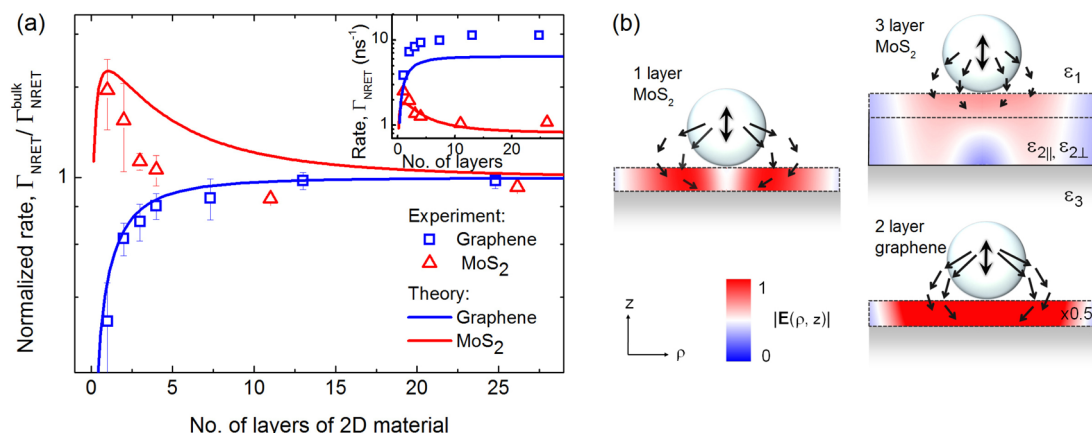 (a)
Normalized rate, Γ_NRET / Γ_NRET^bulk
1
0 5 10 15 20 25
No. of layers of 2D material
Rate, Γ_NRET (ns⁻¹)
10
1
0 10 20
No. of layers
Experiment:
Graphene
MoS₂
Theory:
Graphene
MoS₂
(b)
1 layer
MoS₂
3 layer
MoS₂
ε₁
ε₂∥, ε₂⊥
ε₃
2 layer
graphene
x0.5
z
ρ
1
|E(ρ, z)|
0